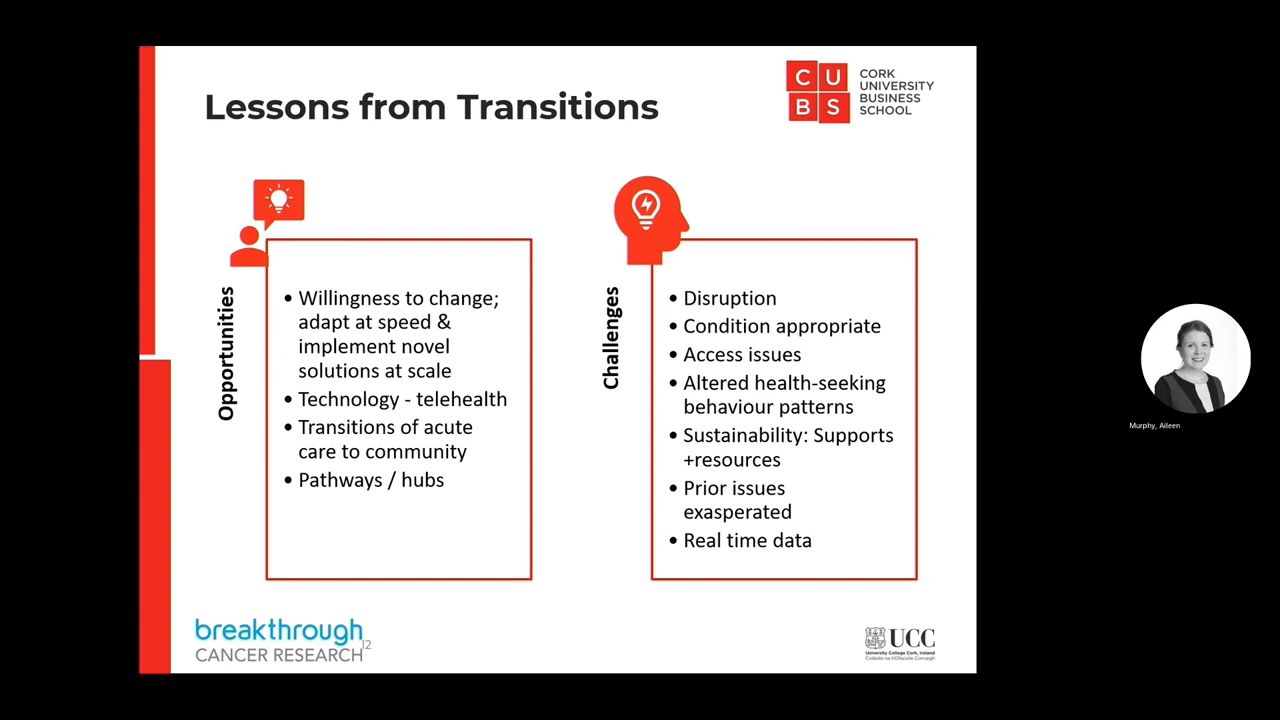 Lessons from Transitions
C U
B S
CORK
UNIVERSITY
BUSINESS
SCHOOL
Opportunities
• Willingness to change;
adapt at speed &
implement novel
solutions at scale
• Technology - telehealth
• Transitions of acute
care to community
• Pathways / hubs
Challenges
• Disruption
• Condition appropriate
• Access issues
• Altered health-seeking
behaviour patterns
• Sustainability: Supports
+resources
• Prior issues
exasperated
• Real time data
Murphy, Aileen
breakthrough
CANCER RESEARCH
12
UCC
University College Cork, Ireland
Coláiste na hOllscoile Corcaigh